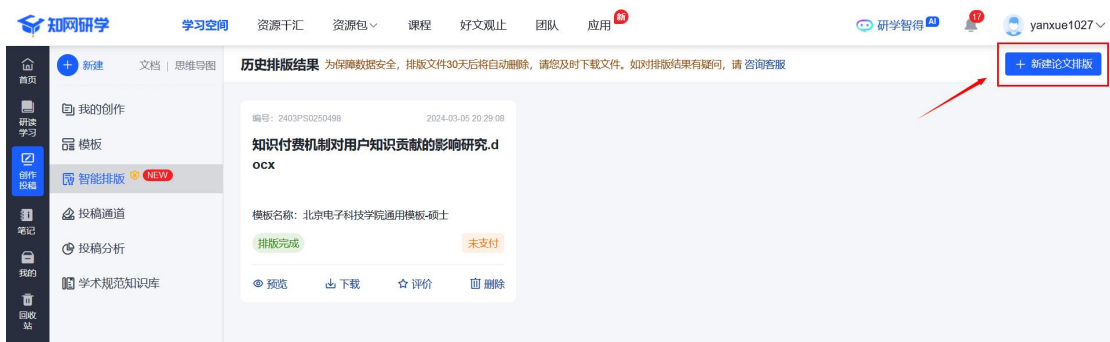 知网研学 学习空间 资源干汇 资源包 课程 好文观止 团队 应用 新 研学智得 AI 17 yanxue1027
首页
研读学习
创作投稿
笔记
我的
回收站
+ 新建 文档 | 思维导图
我的创作
模板
智能排版 NEW
投稿通道
投稿分析
学术规范知识库
历史排版结果 为保障数据安全，排版文件30天后将自动删除，请您及时下载文件。如对排版结果有疑问，请 咨询客服
+ 新建论文排版
编号：2403PS0250498 2024-03-05 20:29:08
知识付费机制对用户知识贡献的影响研究.d
ocx
模板名称：北京电子科技学院通用模板-硕士
排版完成 未支付
预览 下载 评价 删除